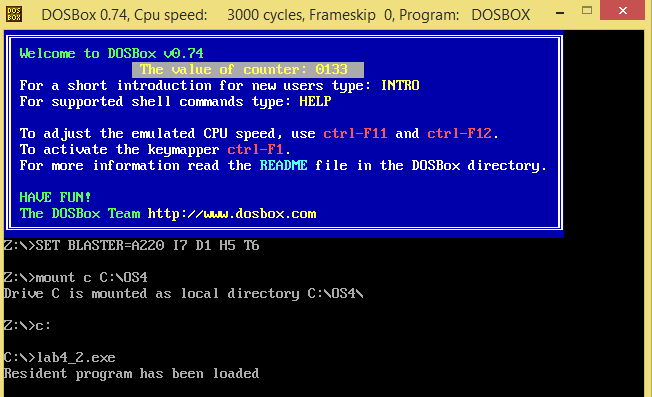 DOSBox 0.74, Cpu speed: 3000 cycles, Frameskip 0, Program: DOSBOX
Welcome to DOSBox v0.74
The value of counter: 0133
For a short introduction for new users type: INTRO
For supported shell commands type: HELP
To adjust the emulated CPU speed, use ctrl-F11 and ctrl-F12.
To activate the keymapper ctrl-F1.
For more information read the README file in the DOSBox directory.
HAVE FUN!
The DOSBox Team http://www.dosbox.com
Z:\>SET BLASTER=A220 I7 D1 H5 T6
Z:\>mount c C:\OS4
Drive C is mounted as local directory C:\OS4\
Z:\>c:
C:\>lab4_2.exe
Resident program has been loaded